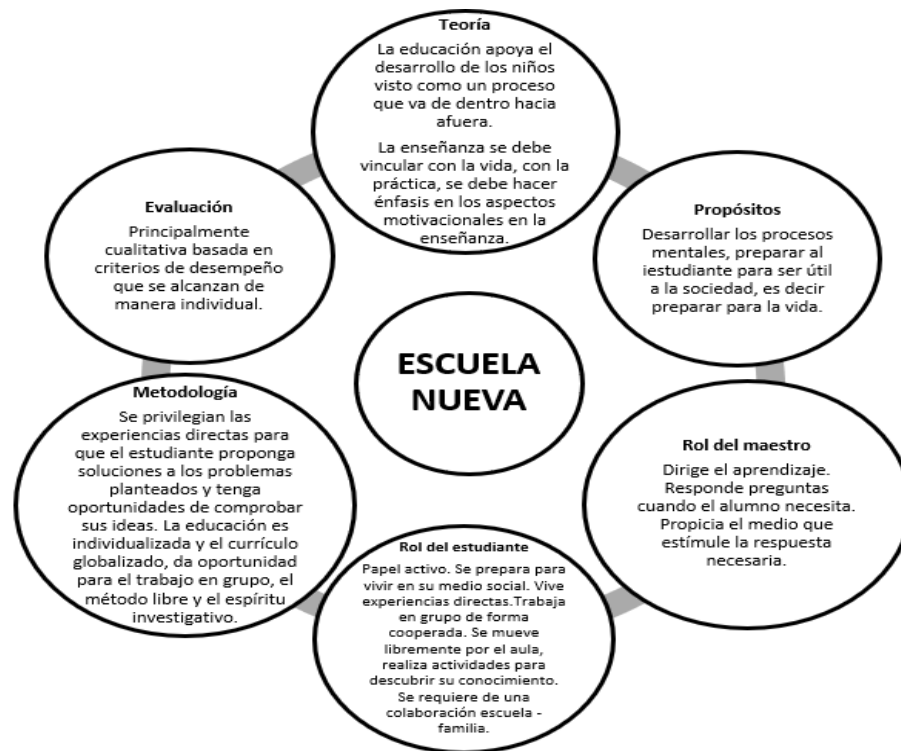 Teoría
La educación apoya el
desarrollo de los niños
visto como un proceso
que va de dentro hacia
afuera.
La enseñanza se debe
vincular con la vida, con la
práctica, se debe hacer
énfasis en los aspectos
motivacionales en la
enseñanza.
Propósitos
Desarrollar los procesos
mentales, preparar al
iestudiante para ser útil
a la sociedad, es decir
preparar para la vida.
Rol del maestro
Dirige el aprendizaje.
Responde preguntas
cuando el alumno necesita.
Propicia el medio que
estímule la respuesta
necesaria.
Rol del estudiante
Papel activo. Se prepara para
vivir en su medio social. Vive
experiencias directas.Trabaja
en grupo de forma
cooperada. Se mueve
libremente por el aula,
realiza actividades para
descubrir su conocimiento.
Se requiere de una
colaboración escuela -
familia.
Metodología
Se privilegian las
experiencias directas para
que el estudiante proponga
soluciones a los problemas
planteados y tenga
oportunidades de comprobar
sus ideas. La educación es
individualizada y el currículo
globalizado, da oportunidad
para el trabajo en grupo, el
método libre y el espíritu
investigativo.
Evaluación
Principalmente
cualitativa basada en
criterios de desempeño
que se alcanzan de
manera individual.
ESCUELA
NUEVA